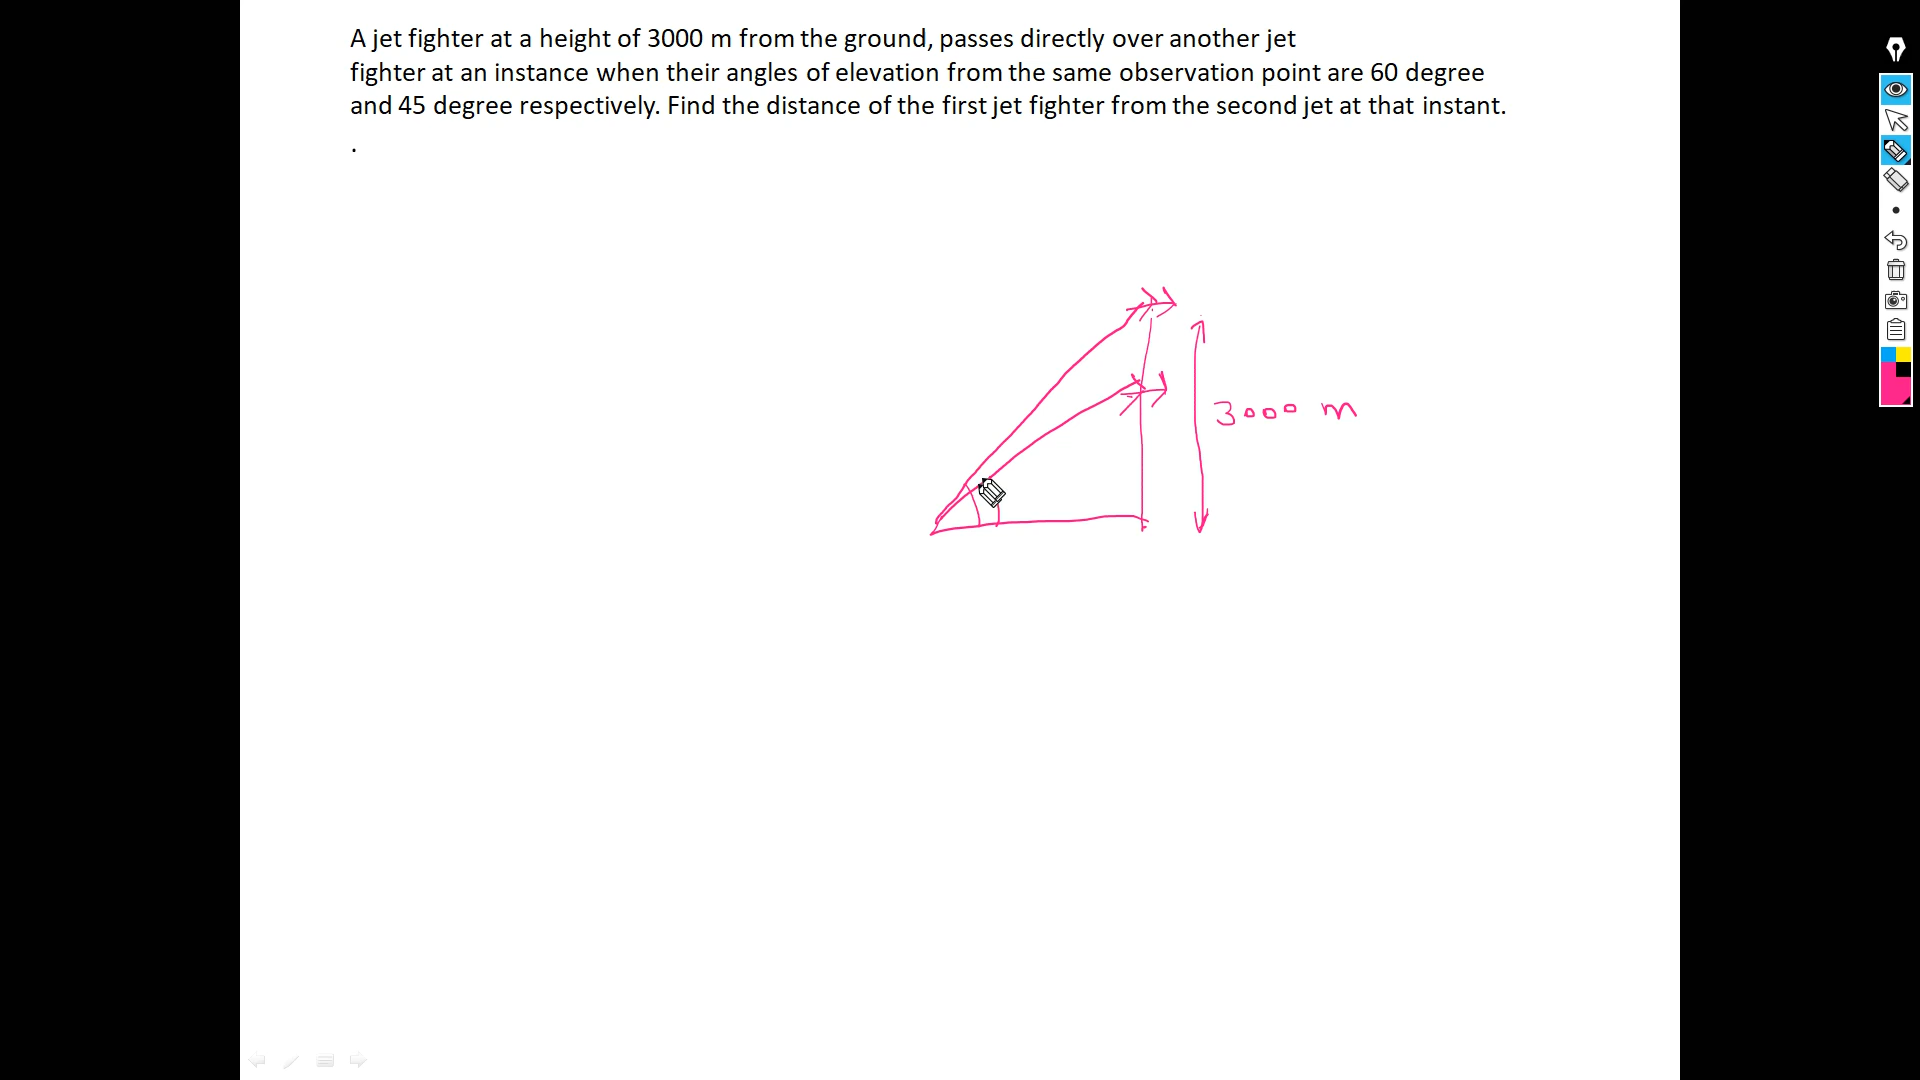 A jet fighter at a height of 3000 m from the ground, passes directly over another jet
fighter at an instance when their angles of elevation from the same observation point are 60 degree
and 45 degree respectively. Find the distance of the first jet fighter from the second jet at that instant.
.
3000 m